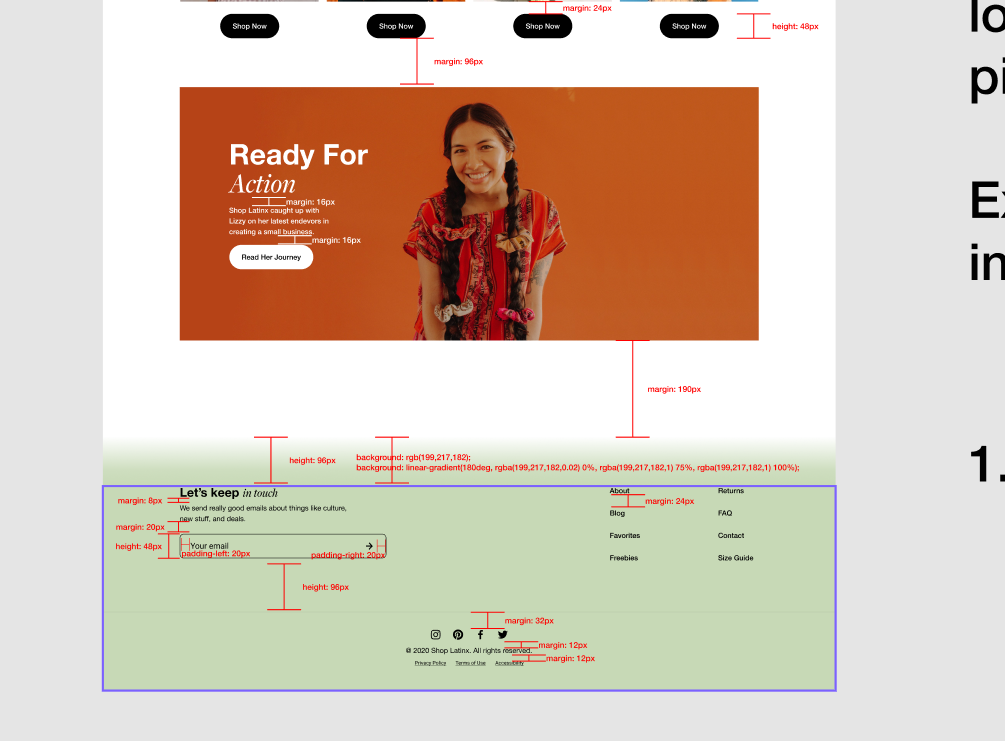 margin: 24px
lo
Shop Now
Shop Now
Shop Now
Shop Now
height: 48px
margin: 96px
pi
Ready For
Action
margin: 16px
Shop Latinx caught up with
Lizzy on her latest endevors in
creating a small business.
margin: 16px
Read Her Journey
Ex
in
margin: 190px
height: 96px
background: rgb(199,217,182);
background: linear-gradient(180deg, rgba(199,217,182,0.02) 0%, rgba(199,217,182,1) 75%, rgba(199,217,182,1) 100%);
1.
Let's keep in touch
margin: 8px
We send really good emails about things like culture,
new stuff, and deals.
margin: 20px
height: 48px
Your email
padding-left: 20px
padding-right: 20px
height: 96px
About
margin: 24px
Blog
Favorites
Freebies
Returns
FAQ
Contact
Size Guide
margin: 32px
margin: 12px
@ 2020 Shop Latinx. All rights reserved.
margin: 12px
Privacy Policy
Terms of Use
Accessibility